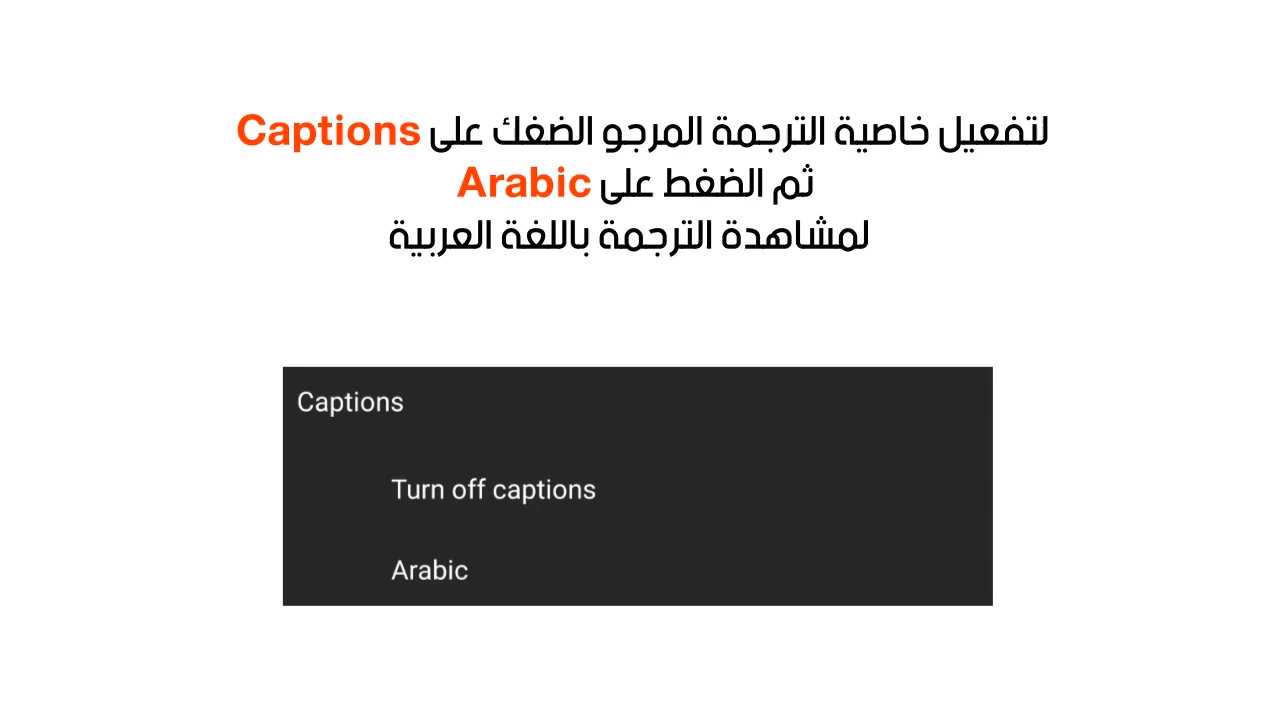 لتفعيل خاصية الترجمة المرجو الضغك على Captions
ثم الضغط على Arabic
لمشاهدة الترجمة باللغة العربية
Captions
Turn off captions
Arabic